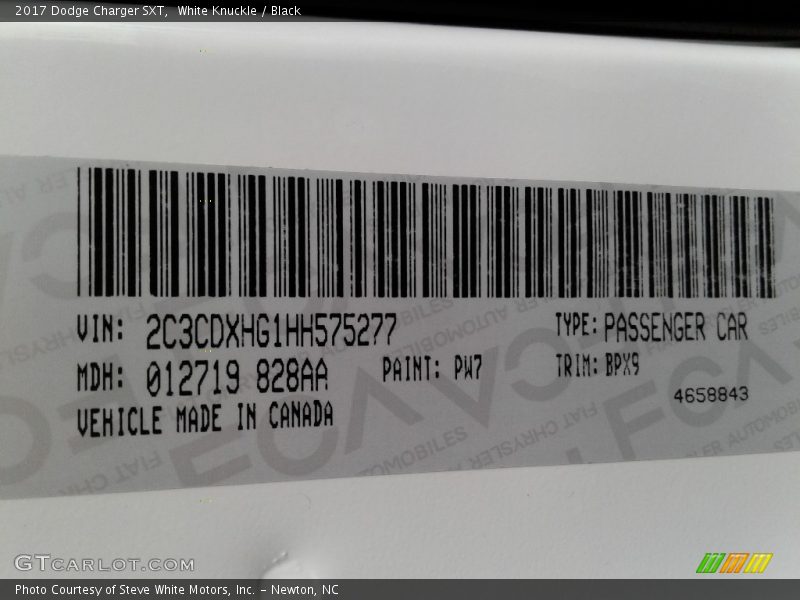 2017 Dodge Charger SXT, White Knuckle / Black
VIN: 2C3CDXHG1HH575277 TYPE: PASSENGER CAR
MDH: 012719 828AA PAINT: PW7 TRIM: BPX9
VEHICLE MADE IN CANADA 4658843
GTCARLOT.COM
Photo Courtesy of Steve White Motors, Inc. – Newton, NC